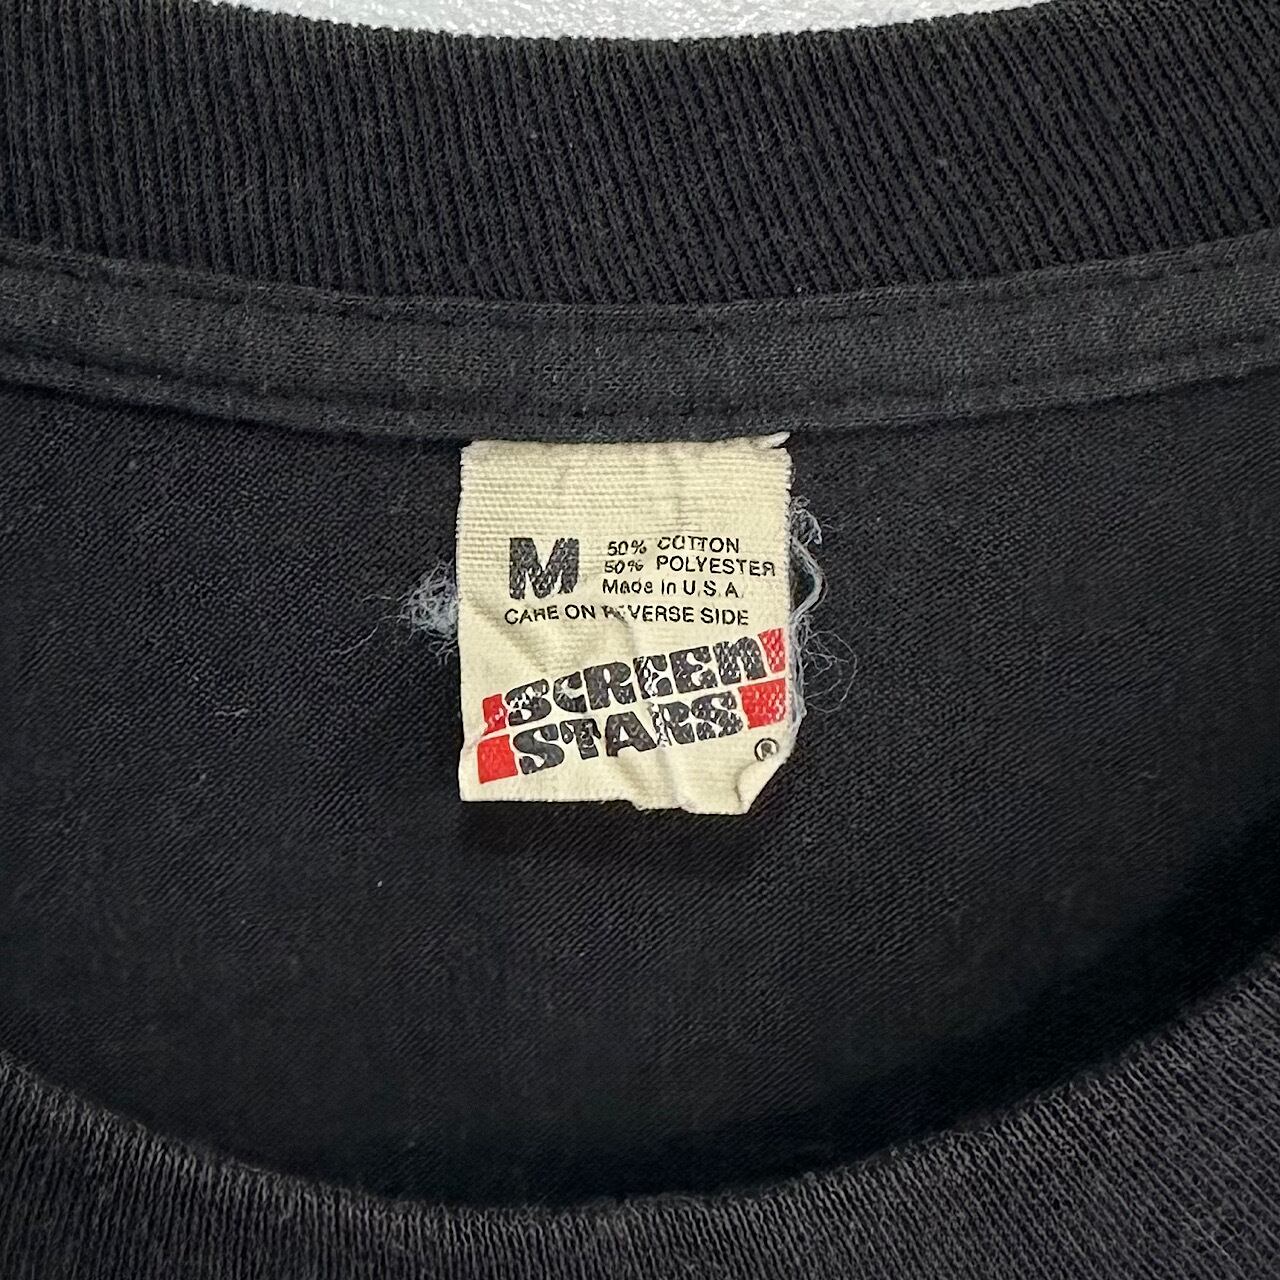 M
50% COTTON
50% POLYESTER
Made in U.S.A.
CARE ON REVERSE SIDE
SCREEN
STARS
®